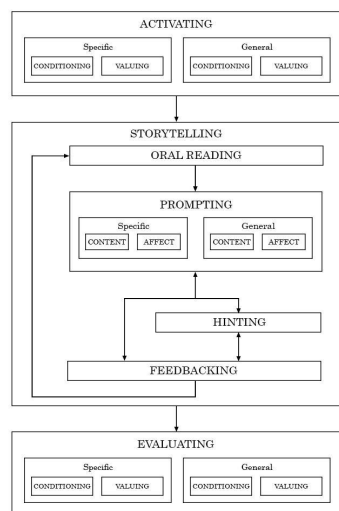 ACTIVATING
Specific
General
CONDITIONING VALUING
CONDITIONING VALUING
STORYTELLING
ORAL READING
PROMPTING
Specific
General
CONTENT AFFECT
CONTENT AFFECT
HINTING
FEEDBACKING
EVALUATING
Specific
General
CONDITIONING VALUING
CONDITIONING VALUING